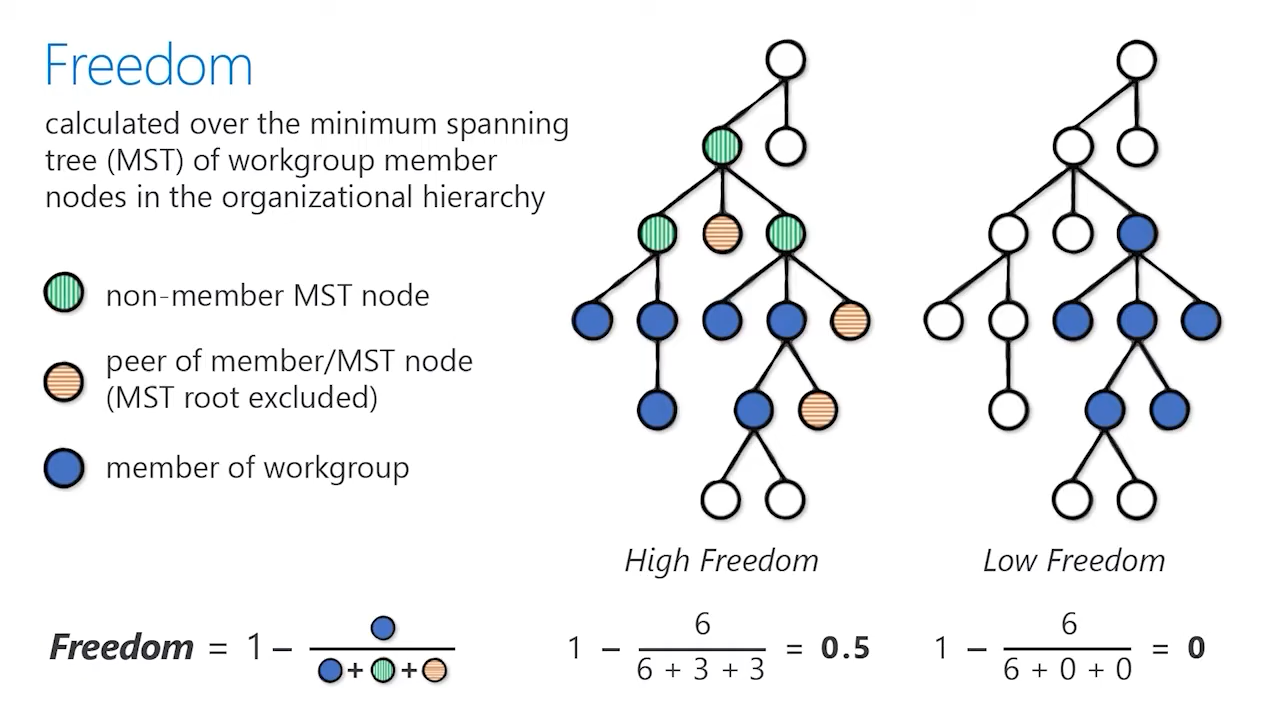 Freedom
calculated over the minimum spanning
tree (MST) of workgroup member
nodes in the organizational hierarchy
non-member MST node
peer of member/MST node
(MST root excluded)
member of workgroup
High Freedom
Low Freedom
Freedom = 1 −
+ +
1 − 6 / 6 + 3 + 3 = 0.5
1 − 6 / 6 + 0 + 0 = 0